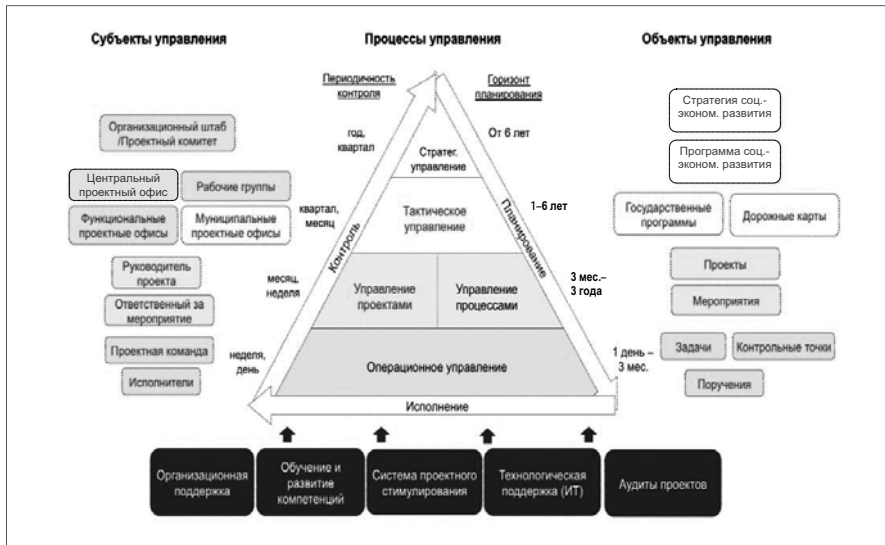 Субъекты управления
Процессы управления
Объекты управления
Периодичность
контроля
Горизонт
планирования
Организационный штаб
/Проектный комитет
Центральный
проектный офис
Рабочие группы
Функциональные
проектные офисы
Муниципальные
проектные офисы
Руководитель
проекта
Ответственный за
мероприятие
Проектная команда
Исполнители
год,
квартал
квартал,
месяц
месяц,
неделя
неделя,
день
Контроль
Стратег.
управление
Тактическое
управление
Управление
проектами
Управление
процессами
Операционное управление
Исполнение
Планирование
От 6 лет
1–6 лет
3 мес.–
3 года
1 день –
3 мес.
Стратегия соц.-
эконом. развития
Программа соц.-
эконом. развития
Государственные
программы
Дорожные карты
Проекты
Мероприятия
Задачи
Контрольные точки
Поручения
Организационная
поддержка
Обучение и
развитие
компетенций
Система проектного
стимулирования
Технологическая
поддержка (ИТ)
Аудиты проектов